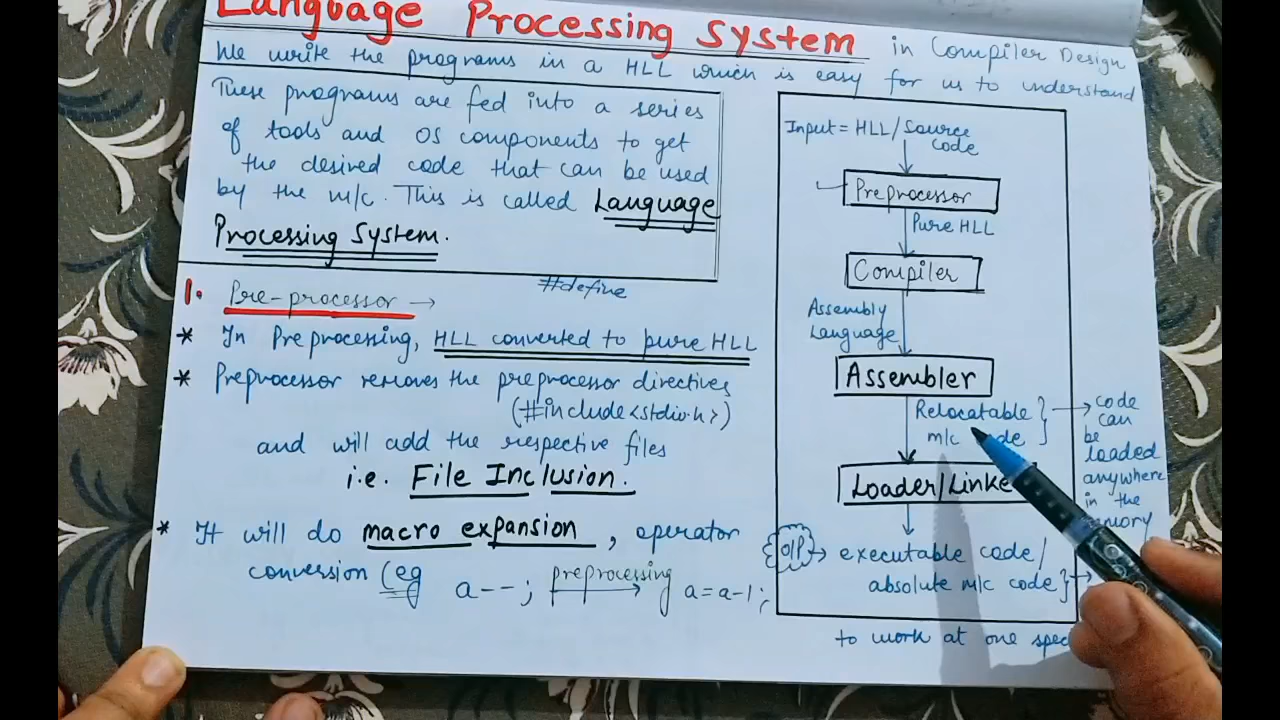 Language Processing System in Compiler Design
We write the programs in a HLL which is easy for us to understand
These programs are fed into a series
of tools and OS components to get
the desired code that can be used
by the m/c. This is called Language
Processing System.
1. Pre-processor →
#define
* In Preprocessing, HLL converted to pure HLL
* Preprocessor removes the preprocessor directives
(#include<stdio.h>)
and will add the respective files
i.e. File Inclusion.
* It will do macro expansion, operator
conversion (eg a--; preprocessing → a=a-1;
Input = HLL/Source
code
Preprocessor
Pure HLL
Compiler
Assembly
Language
Assembler
Relocatable
m/c
Loader/Linke
O/P → executable code/
absolute m/c code
→ code
can
be
loaded
anywhere
in the
to work at one